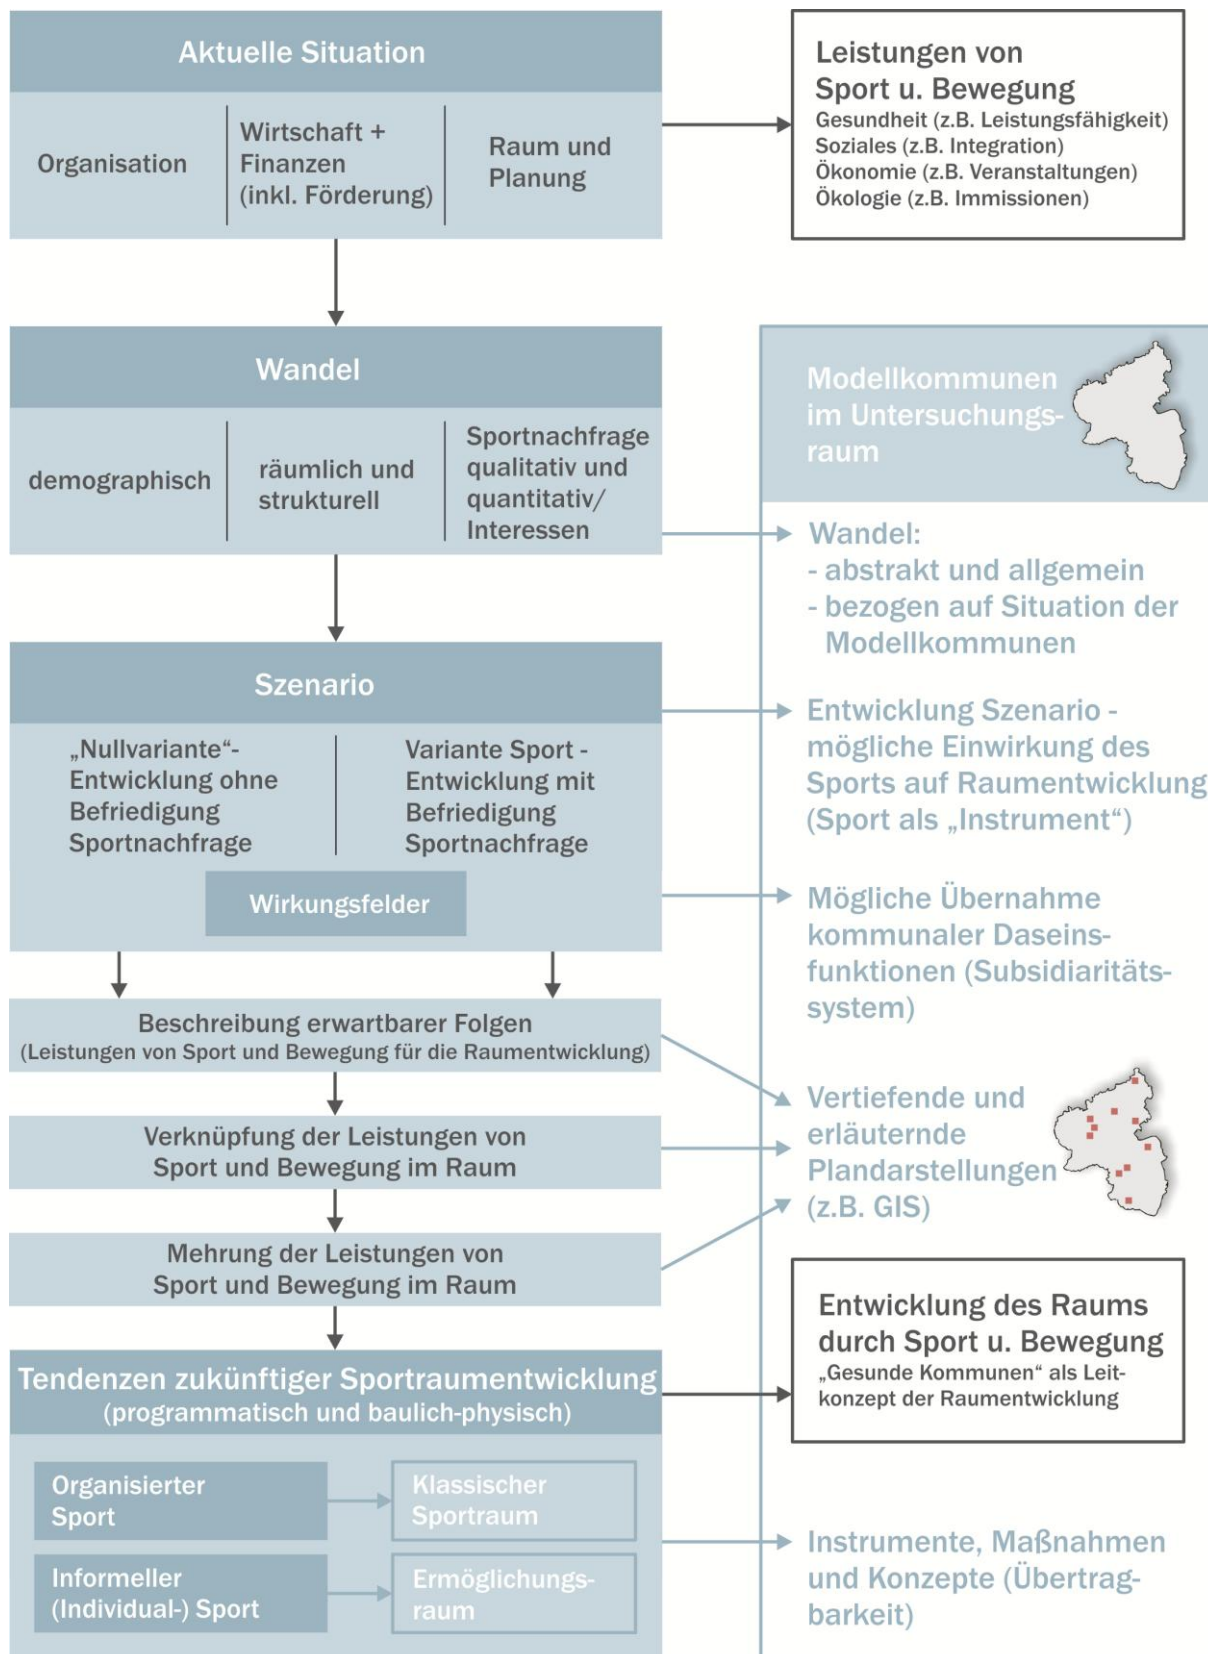 Aktuelle Situation
Organisation
Wirtschaft +
Finanzen
(inkl. Förderung)
Raum und
Planung
Leistungen von
Sport u. Bewegung
Gesundheit (z.B. Leistungsfähigkeit)
Soziales (z.B. Integration)
Ökonomie (z.B. Veranstaltungen)
Ökologie (z.B. Immissionen)
Wandel
demographisch
räumlich und
strukturell
Sportnachfrage
qualitativ und
quantitativ/
Interessen
Modellkommunen
im Untersuchungs-
raum
Wandel:
- abstrakt und allgemein
- bezogen auf Situation der
Modellkommunen
Szenario
„Nullvariante“-
Entwicklung ohne
Befriedigung
Sportnachfrage
Variante Sport -
Entwicklung mit
Befriedigung
Sportnachfrage
Wirkungsfelder
Entwicklung Szenario -
mögliche Einwirkung des
Sports auf Raumentwicklung
(Sport als „Instrument“)
Mögliche Übernahme
kommunaler Daseins-
funktionen (Subsidiaritäts-
system)
Beschreibung erwartbarer Folgen
(Leistungen von Sport und Bewegung für die Raumentwicklung)
Verknüpfung der Leistungen von
Sport und Bewegung im Raum
Mehrung der Leistungen von
Sport und Bewegung im Raum
Vertiefende und
erläuternde
Plandarstellungen
(z.B. GIS)
Tendenzen zukünftiger Sportraumentwicklung
(programmatisch und baulich-physisch)
Entwicklung des Raums
durch Sport u. Bewegung
„Gesunde Kommunen“ als Leit-
konzept der Raumentwicklung
Organisierter
Sport
Klassischer
Sportraum
Informeller
(Individual-) Sport
Ermöglichungs-
raum
Instrumente, Maßnahmen
und Konzepte (Übertrag-
barkeit)